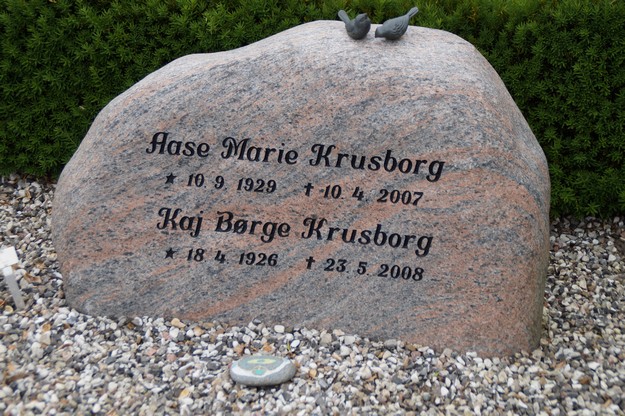 Aase Marie Krusborg
★ 10. 9. 1929 ✝ 10. 4. 2007
Kaj Børge Krusborg
★ 18. 4. 1926 ✝ 23. 5. 2008